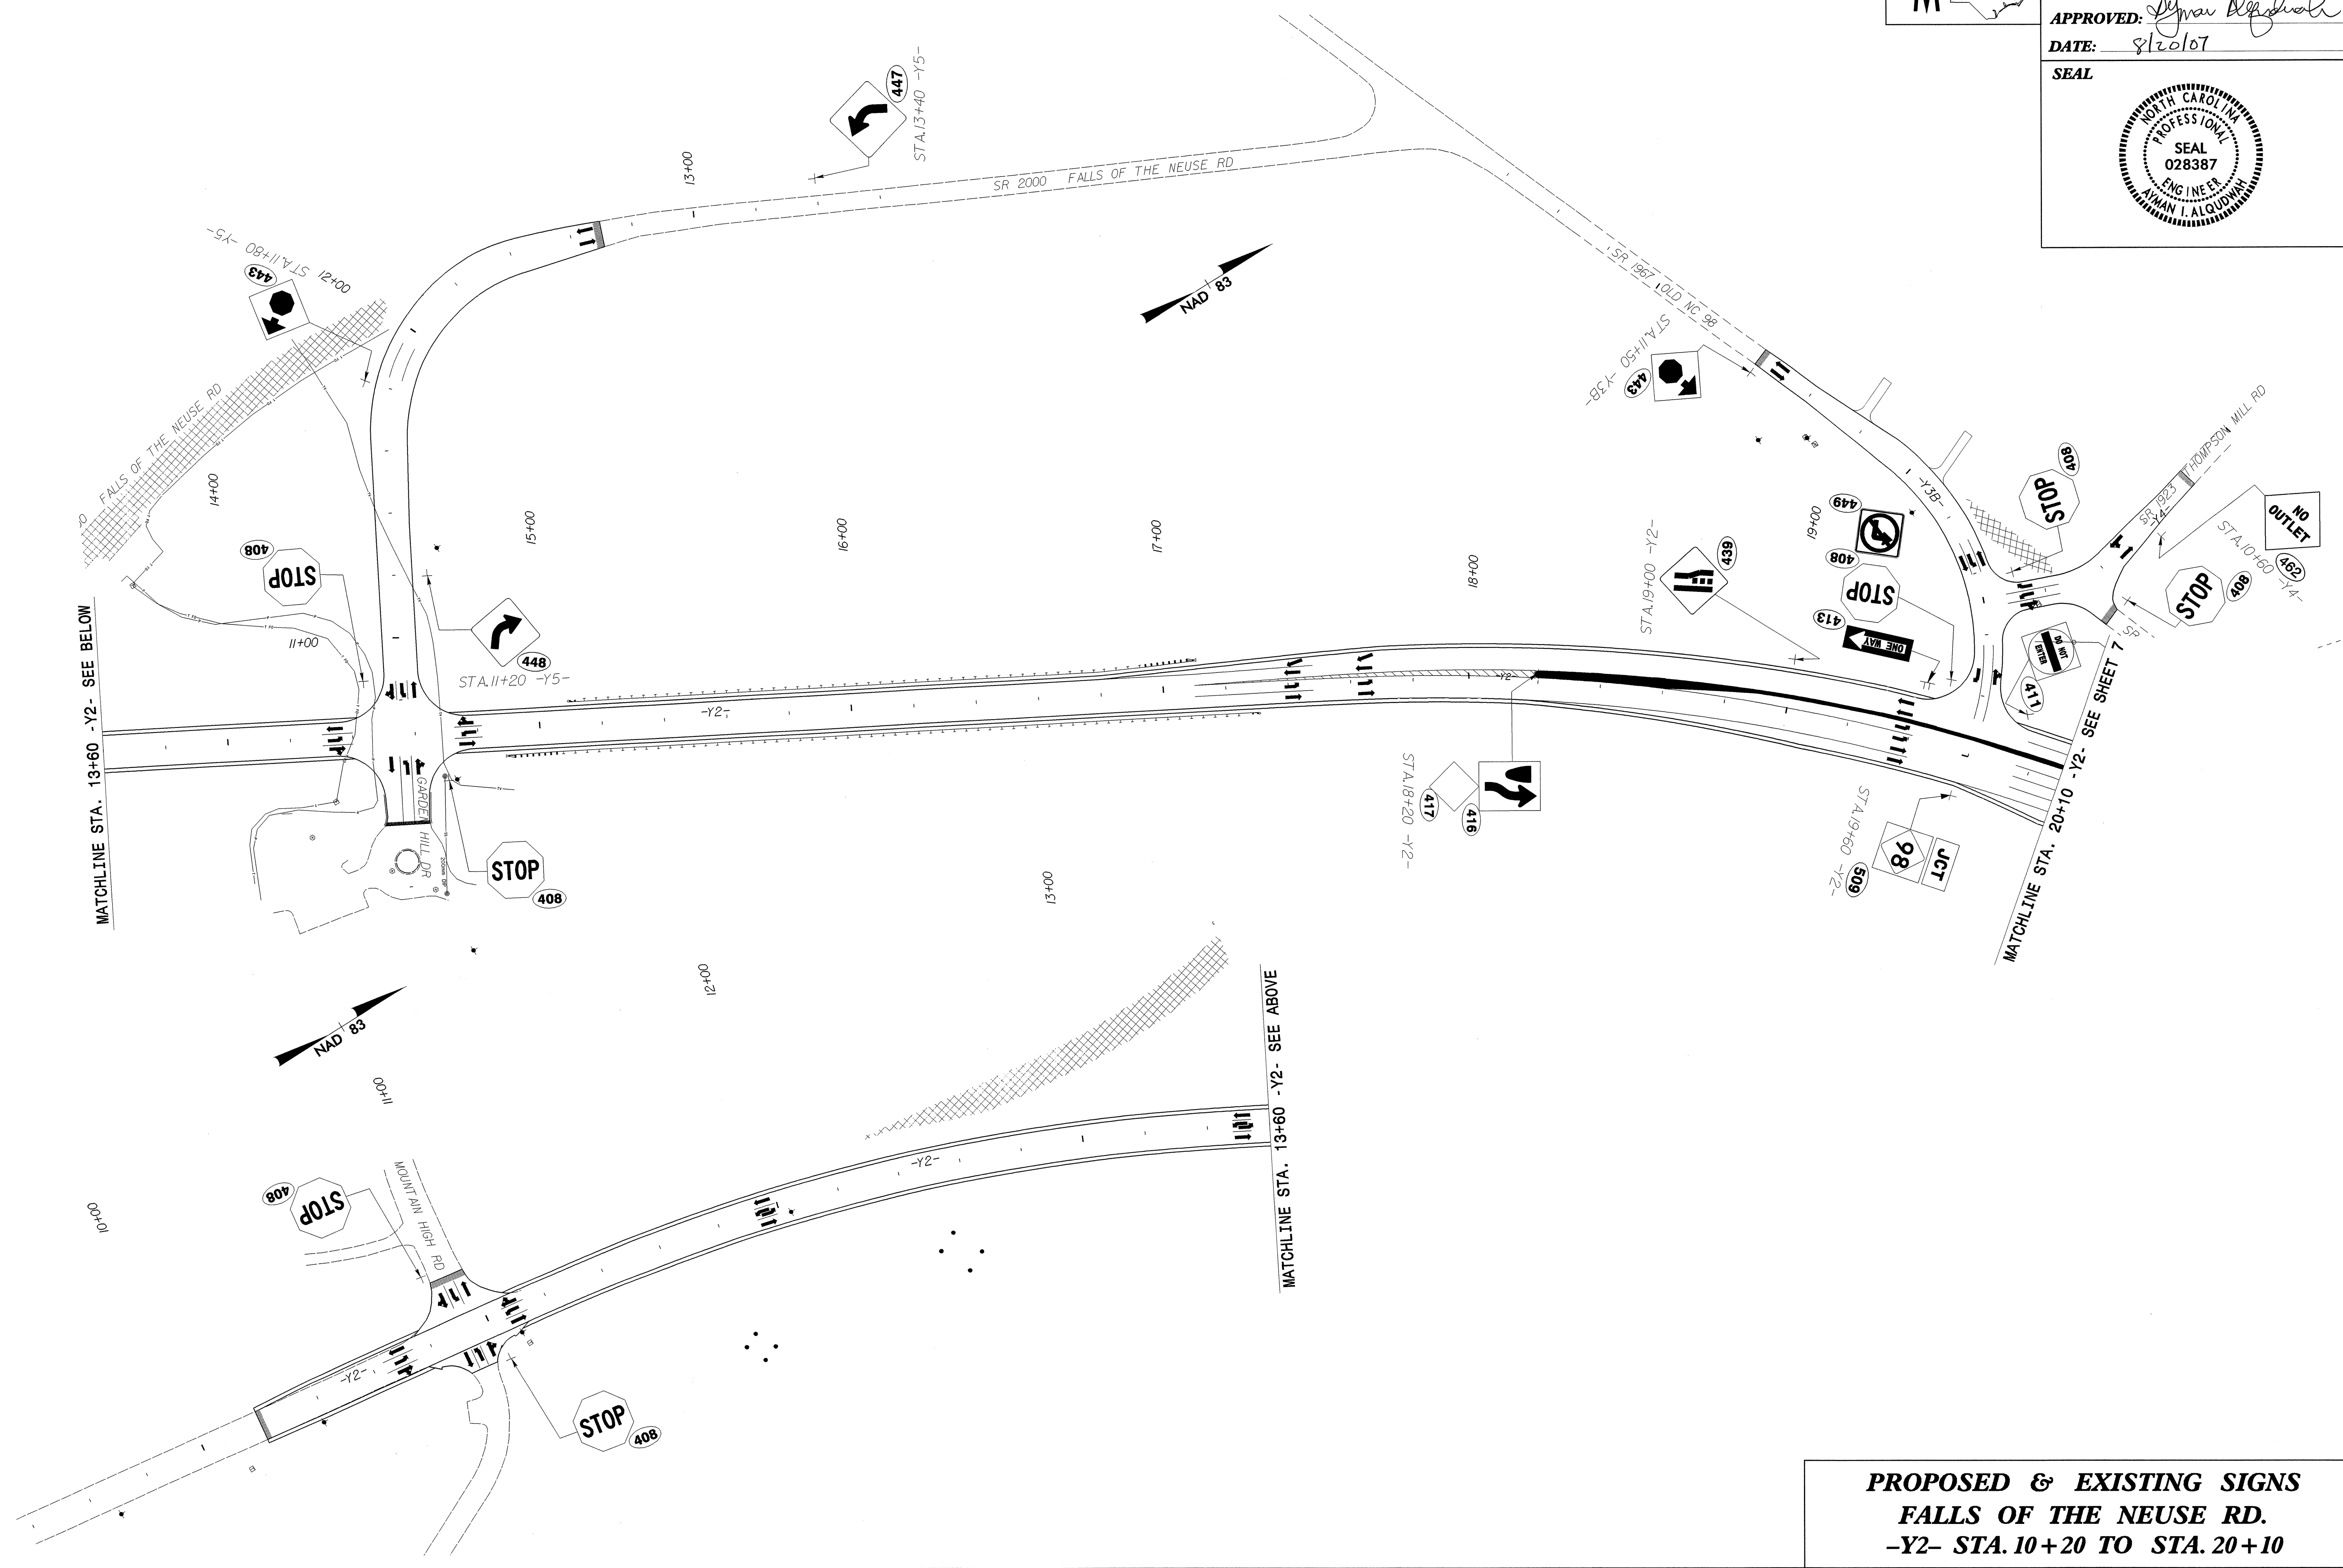 APPROVED:
DATE: 8/20/07
SEAL
NORTH CAROLINA
PROFESSIONAL
SEAL
028387
ENGINEER
AYMAN I. ALQUDWAH
447
STA.13+40 -Y5-
13+00
SR 2000 FALLS OF THE NEUSE RD
STA.11+80 -Y5-
443
12+00
NAD 83
SR 1967 OLD NC 98
STA.11+50 -Y3B-
443
FALLS OF THE NEUSE RD
14+00
15+00
16+00
17+00
18+00
19+00
STOP
408
11+00
448
STA.11+20 -Y5-
STA.19+00 -Y2-
439
449
408
STOP
413
ONE WAY
-Y3B-
STOP
408
THOMPSON MILL RD
SR 1923
-Y4-
NO
OUTLET
462
STA.10+60 -Y4-
STOP
408
SR
DO NOT
ENTER
411
MATCHLINE STA. 13+60 -Y2- SEE BELOW
-Y2-
-Y2-
GARDEN HILL DR
STOP
408
STA.18+20 -Y2-
417
416
STA.19+60 -Y2-
509
98
JCT
MATCHLINE STA. 20+10 -Y2- SEE SHEET 7
13+00
12+00
NAD 83
11+00
10+00
MATCHLINE STA. 13+60 -Y2- SEE ABOVE
-Y2-
408
STOP
MOUNTAIN HIGH RD
-Y2-
STOP
408
PROPOSED & EXISTING SIGNS
FALLS OF THE NEUSE RD.
–Y2– STA. 10+20 TO STA. 20+10